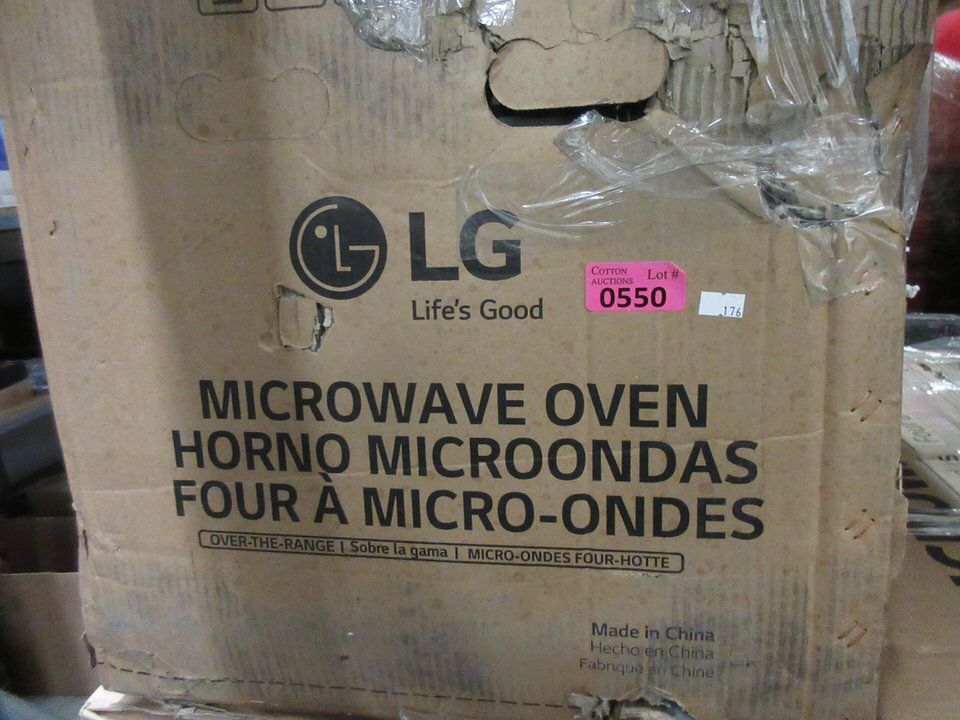 LG
Life's Good
COTTON AUCTIONS Lot #
0550
176
MICROWAVE OVEN
HORNO MICROONDAS
FOUR À MICRO-ONDES
OVER-THE-RANGE | Sobre la gama | MICRO-ONDES FOUR-HOTTE
Made in China
Hecho en China
Fabriqué en Chine